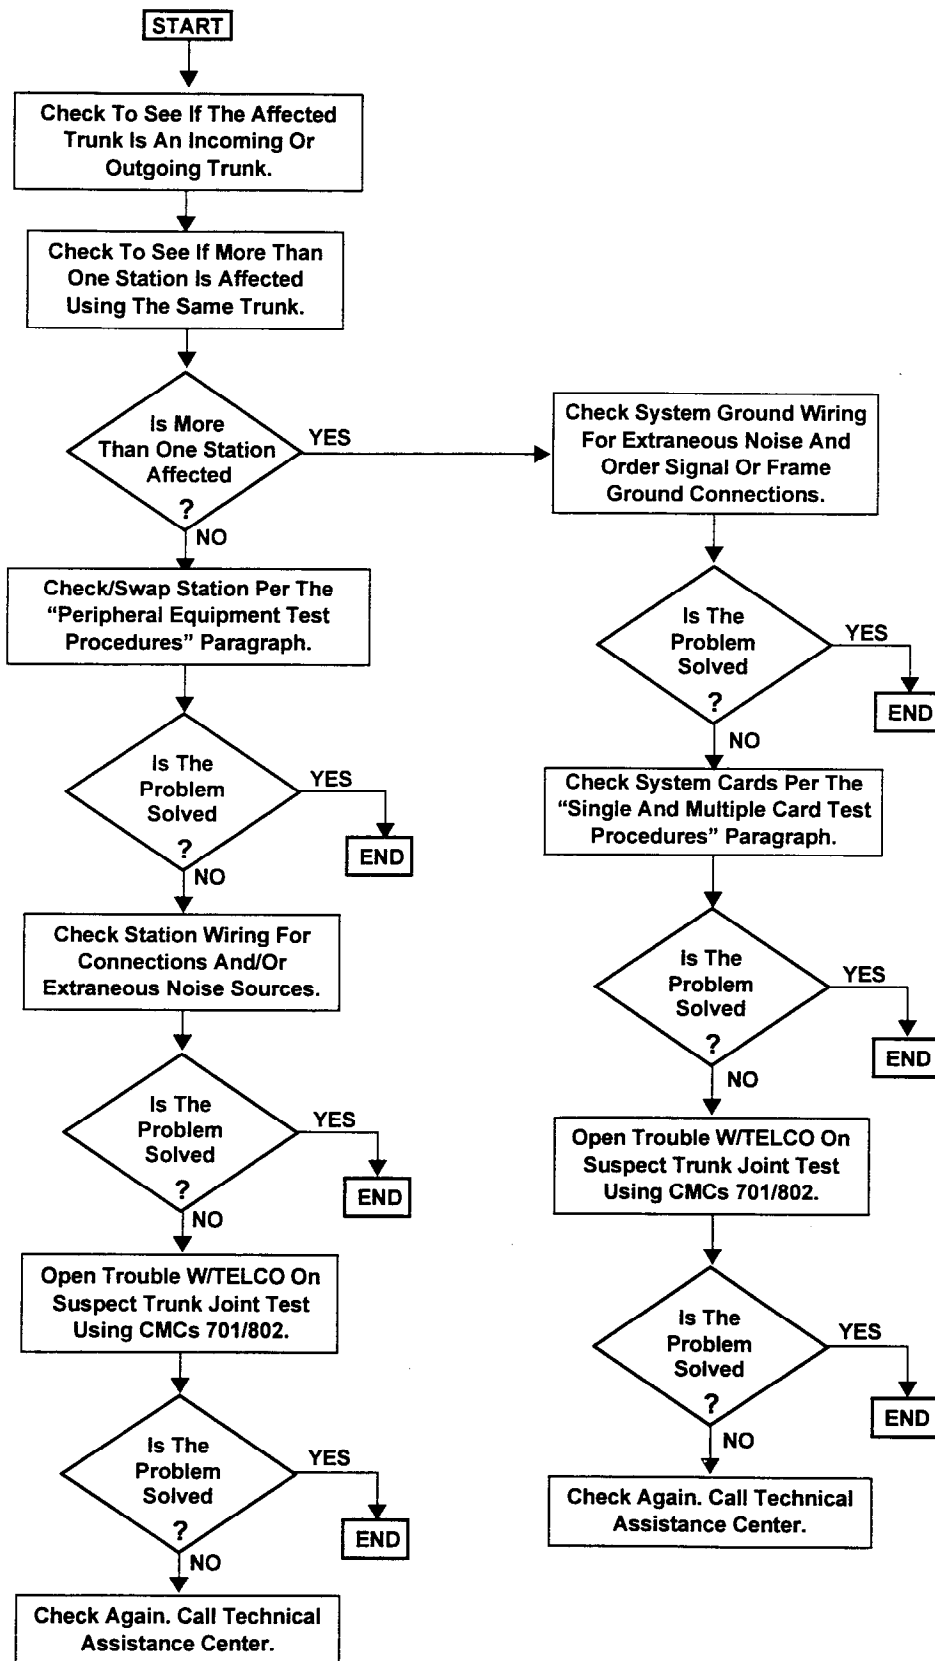 START
Check To See If The Affected
Trunk Is An Incoming Or
Outgoing Trunk.
Check To See If More Than
One Station Is Affected
Using The Same Trunk.
Is More
Than One Station
Affected
?
YES
NO
Check/Swap Station Per The
“Peripheral Equipment Test
Procedures” Paragraph.
Is The
Problem
Solved
?
YES
END
NO
Check Station Wiring For
Connections And/Or
Extraneous Noise Sources.
Is The
Problem
Solved
?
YES
END
NO
Open Trouble W/TELCO On
Suspect Trunk Joint Test
Using CMCs 701/802.
Is The
Problem
Solved
?
YES
END
NO
Check Again. Call Technical
Assistance Center.
Check System Ground Wiring
For Extraneous Noise And
Order Signal Or Frame
Ground Connections.
Is The
Problem
Solved
?
YES
END
NO
Check System Cards Per The
“Single And Multiple Card Test
Procedures” Paragraph.
Is The
Problem
Solved
?
YES
END
NO
Open Trouble W/TELCO On
Suspect Trunk Joint Test
Using CMCs 701/802.
Is The
Problem
Solved
?
YES
END
NO
Check Again. Call Technical
Assistance Center.